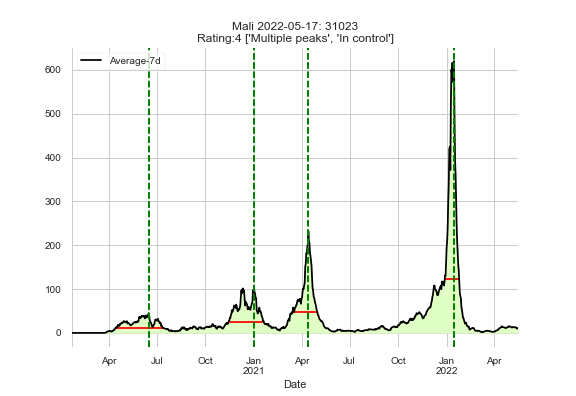 Mali 2022-05-17: 31023
Rating:4 ['Multiple peaks', 'In control']
Average-7d
600
500
400
300
200
100
0
Apr Jul Oct Jan Apr Jul Oct Jan Apr
2021 2022
Date